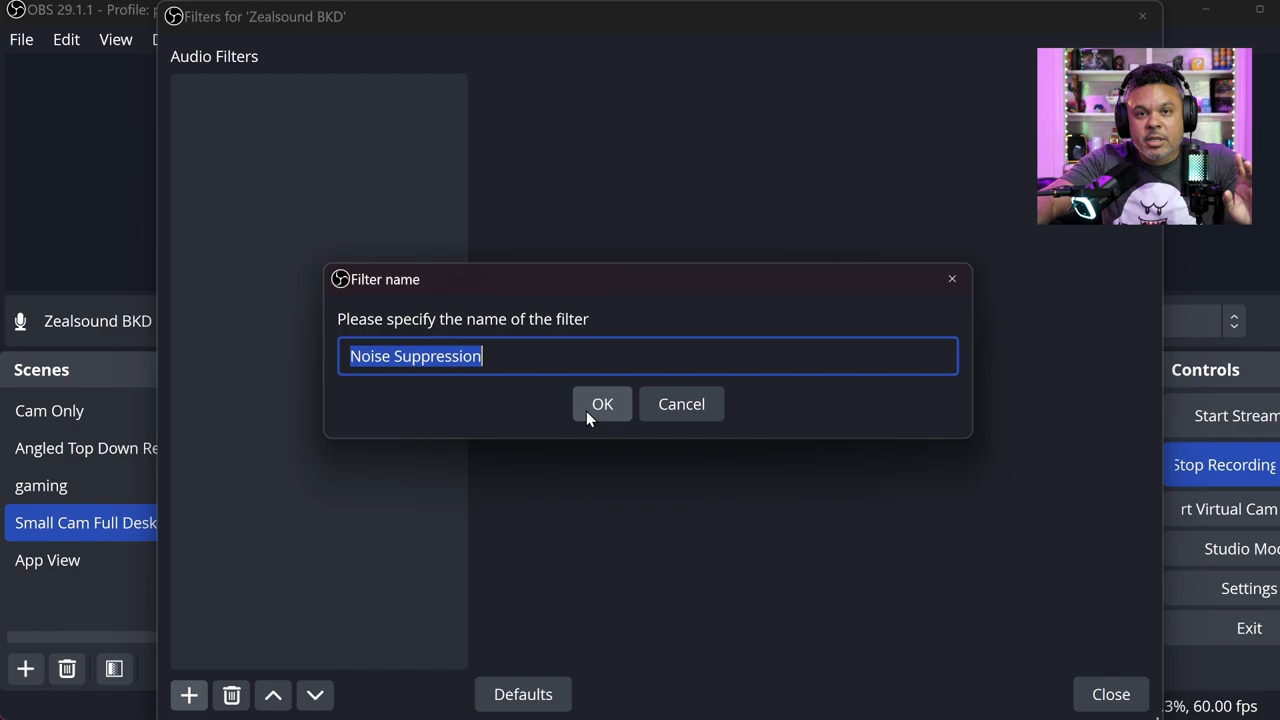 OBS 29.1.1 - Profile:
Filters for 'Zealsound BKD'
File Edit View
Audio Filters
Filter name
Please specify the name of the filter
Noise Suppression
OK Cancel
Zealsound BKD
Scenes
Cam Only
Angled Top Down Re
gaming
Small Cam Full Desk
App View
Controls
Start Stream
Stop Recording
rt Virtual Cam
Studio Mod
Settings
Exit
Defaults
Close
3%, 60.00 fps